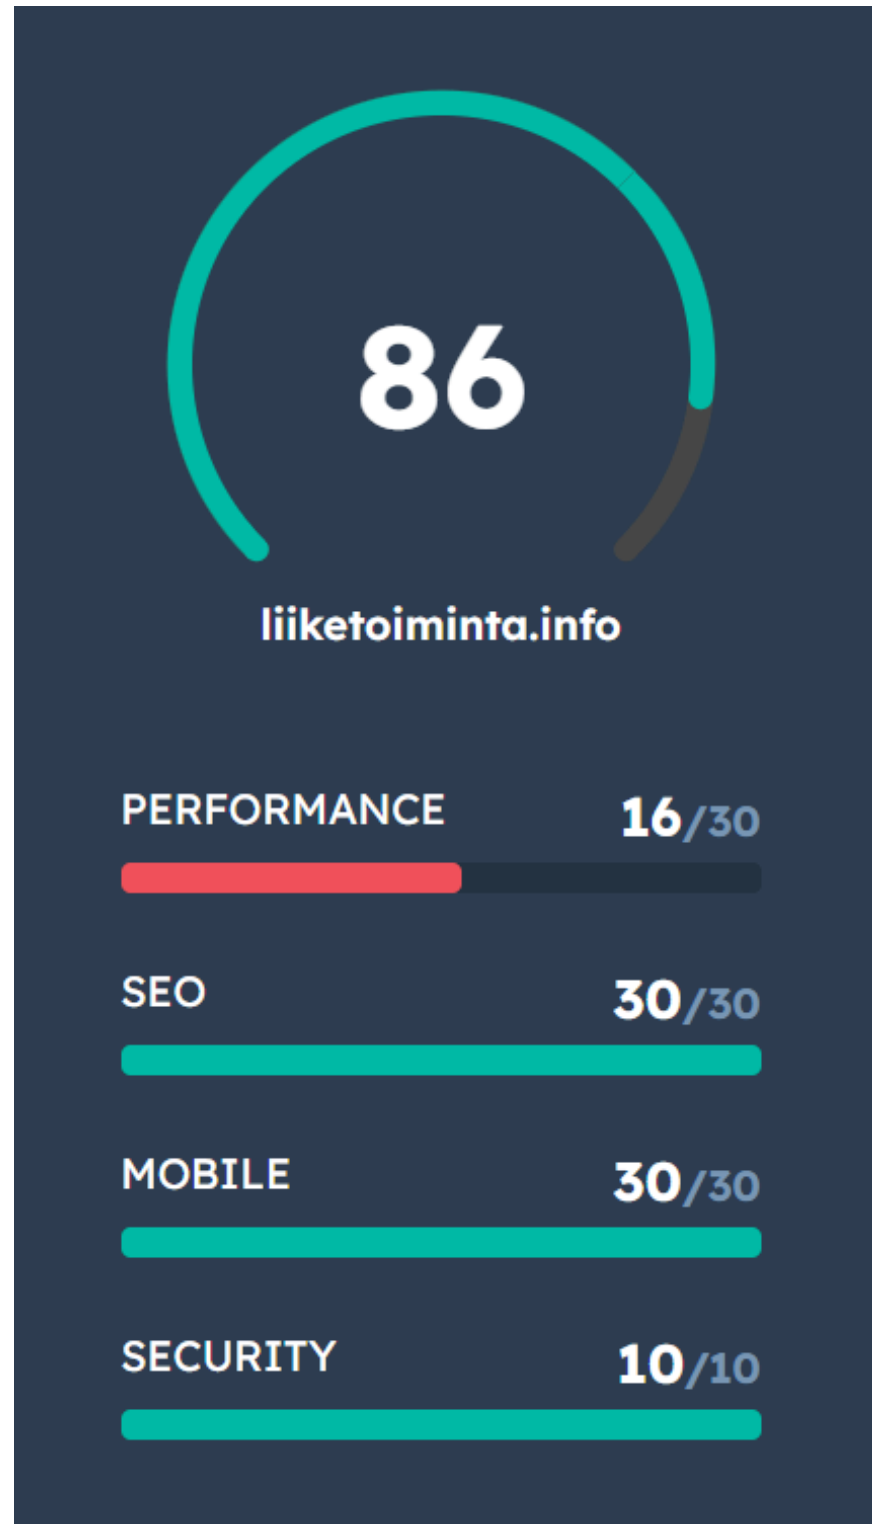 86
liiketoiminta.info
PERFORMANCE 16/30
SEO 30/30
MOBILE 30/30
SECURITY 10/10